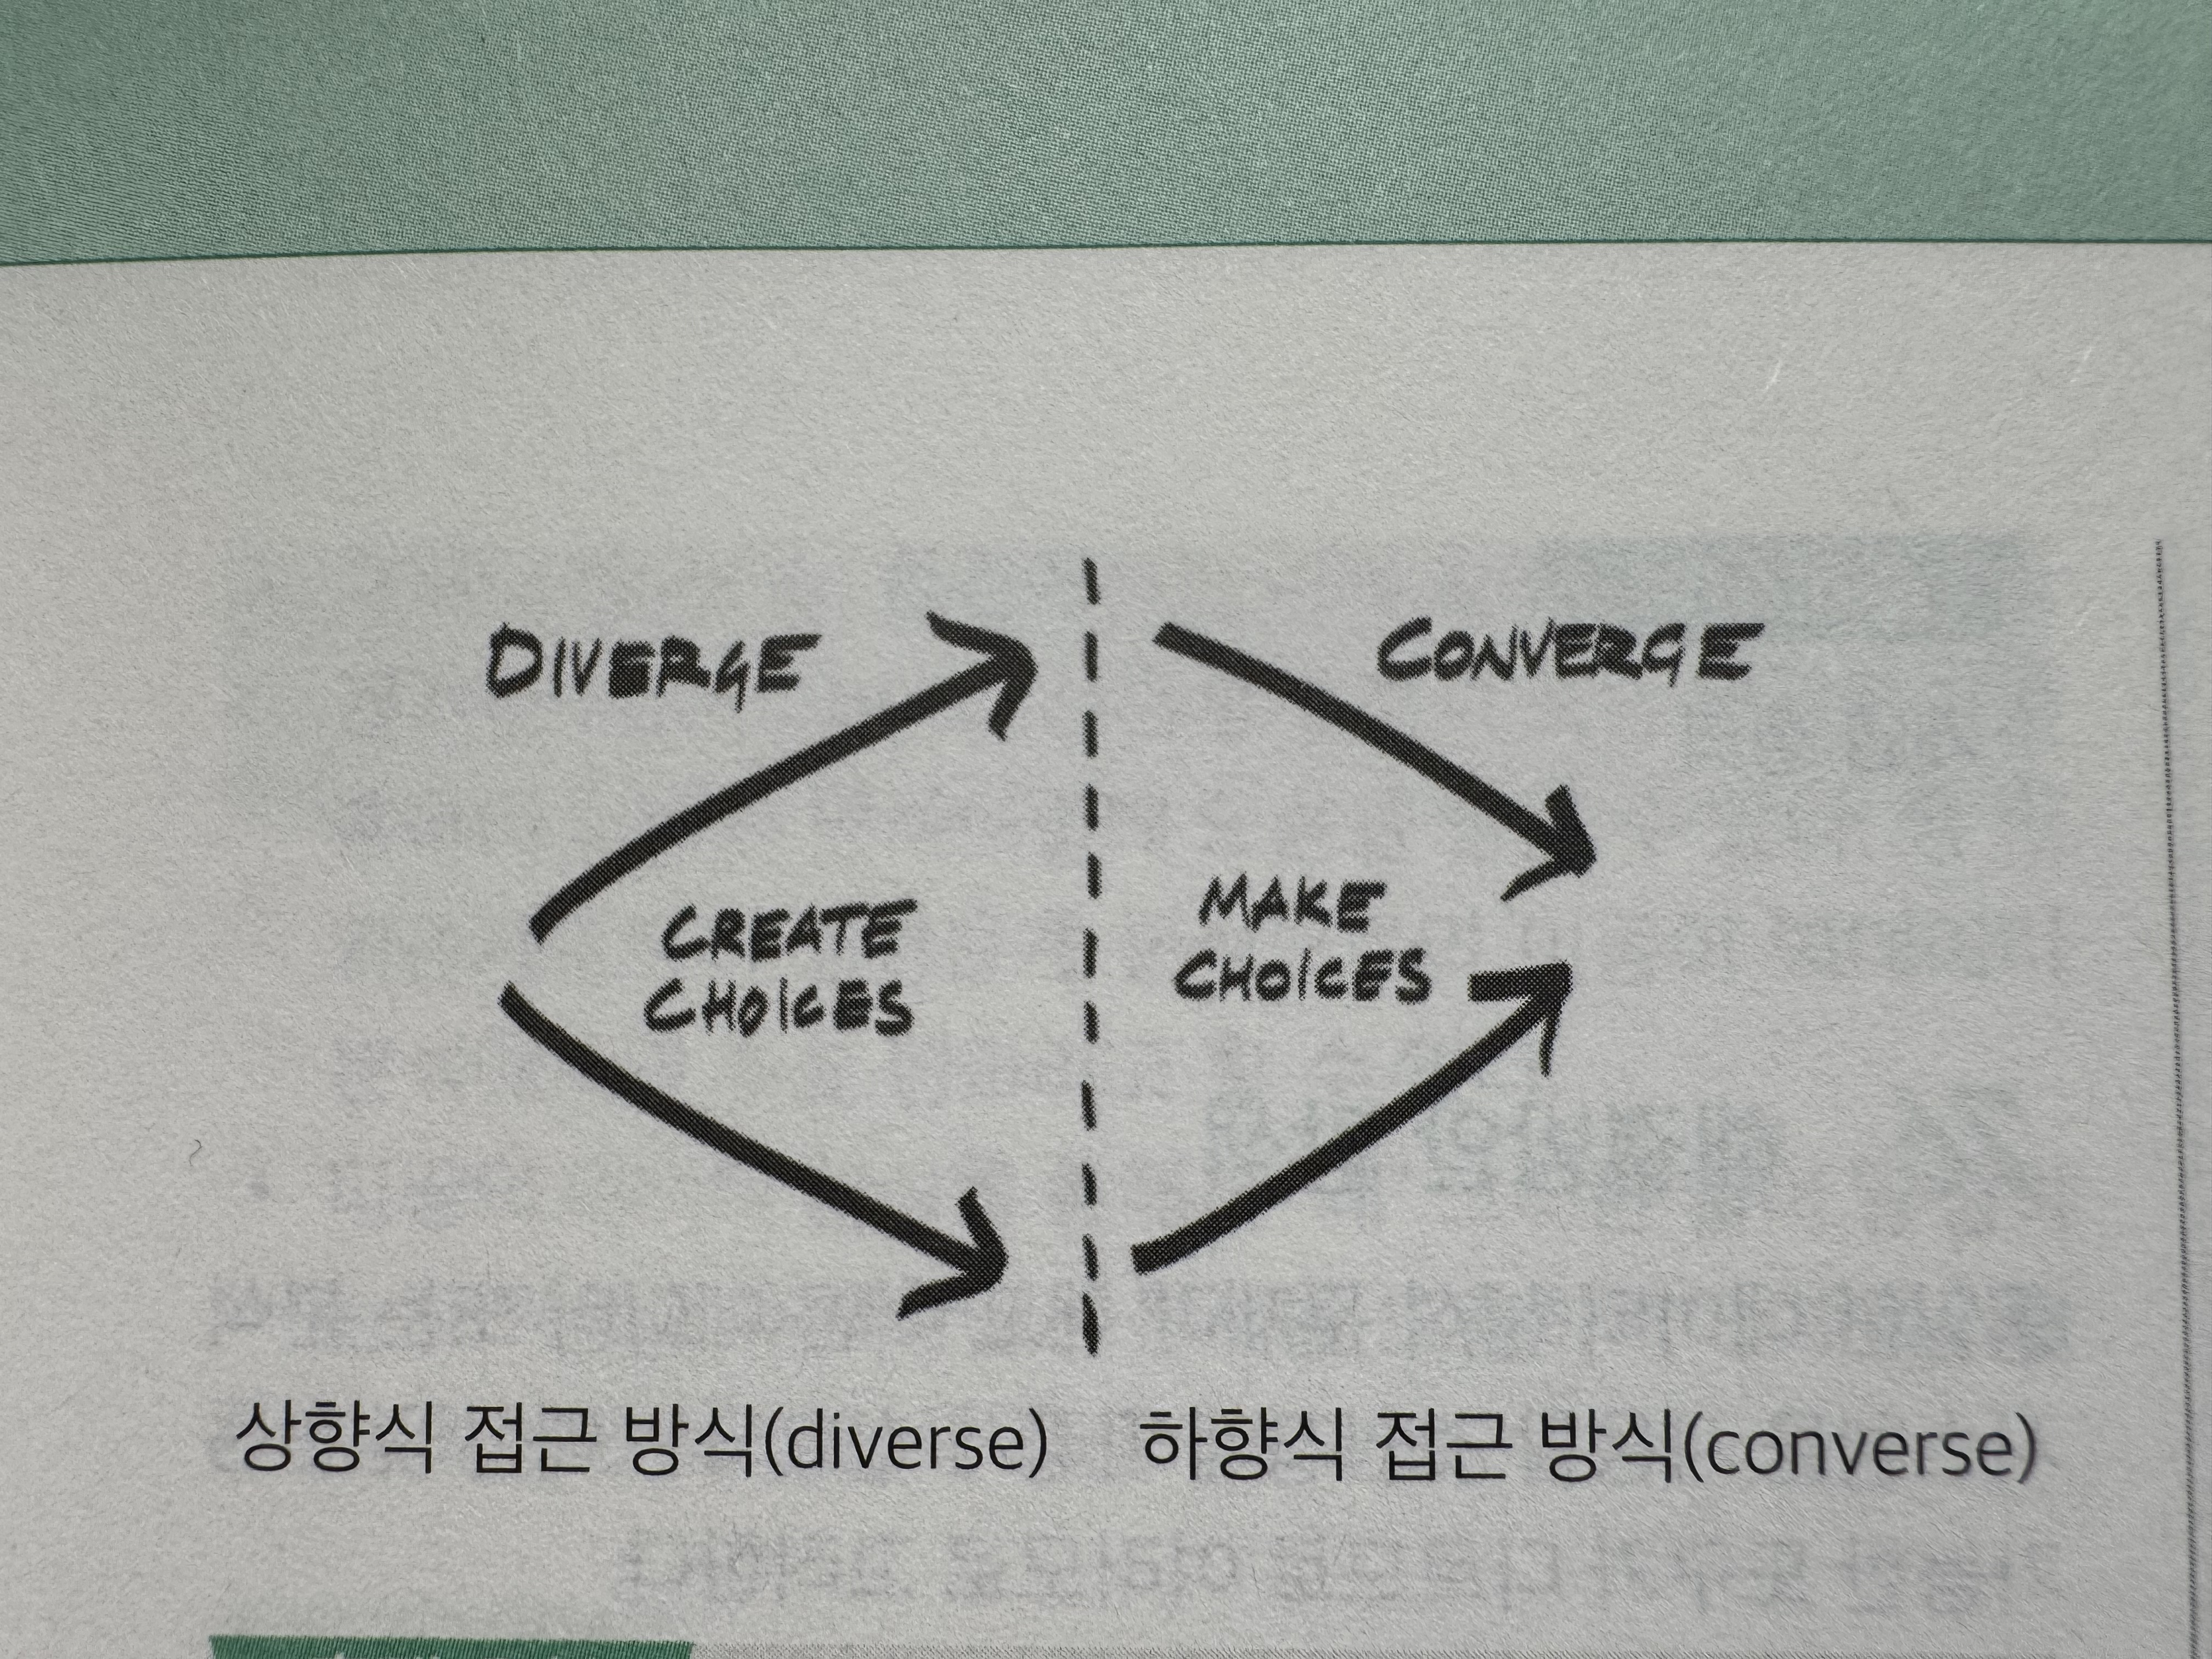 DIVERGE
CONVERGE
CREATE
CHOICES
MAKE
CHOICES
상향식 접근 방식(diverse)
하향식 접근 방식(converse)